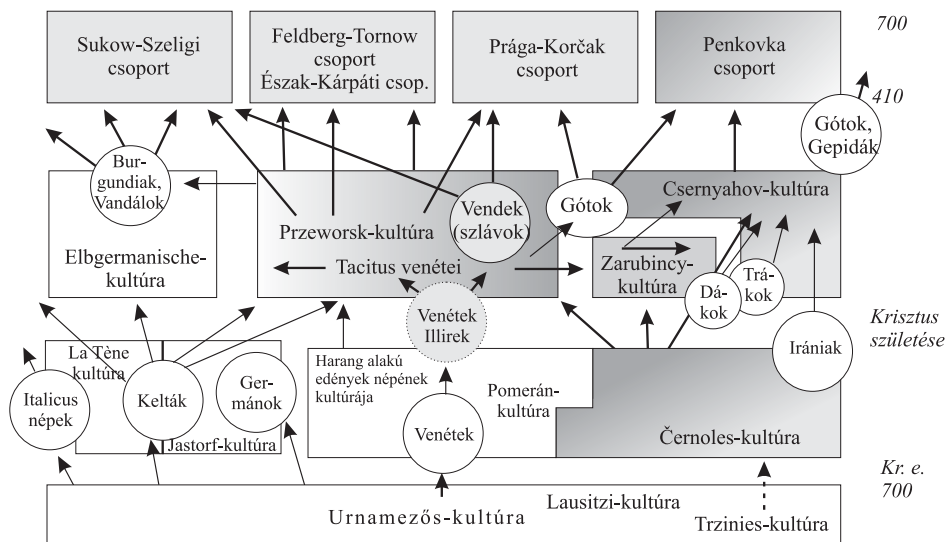 Sukow-Szeligi
csoport
Feldberg-Tornow
csoport
Észak-Kárpáti csop.
Prága-Korčak
csoport
Penkovka
csoport
700
410
Gótok,
Gepidák
Bur-
gundiak,
Vandálok
Elbgermanische-
kultúra
Przeworsk-kultúra
Tacitus venétei
Vendek
(szlávok)
Gótok
Csernyahov-kultúra
Zarubincy-
kultúra
Dá-
kok
Trá-
kok
Venétek
Illirek
Krisztus
születése
La Tène
kultúra
Italicus
népek
Kelták
Ger-
mánok
Jastorf-kultúra
Harang alakú
edények népének
kultúrája
Pomerán-
kultúra
Venétek
Irániak
Černoles-kultúra
Kr. e.
700
Urnamezős-kultúra
Lausitzi-kultúra
Trzinies-kultúra